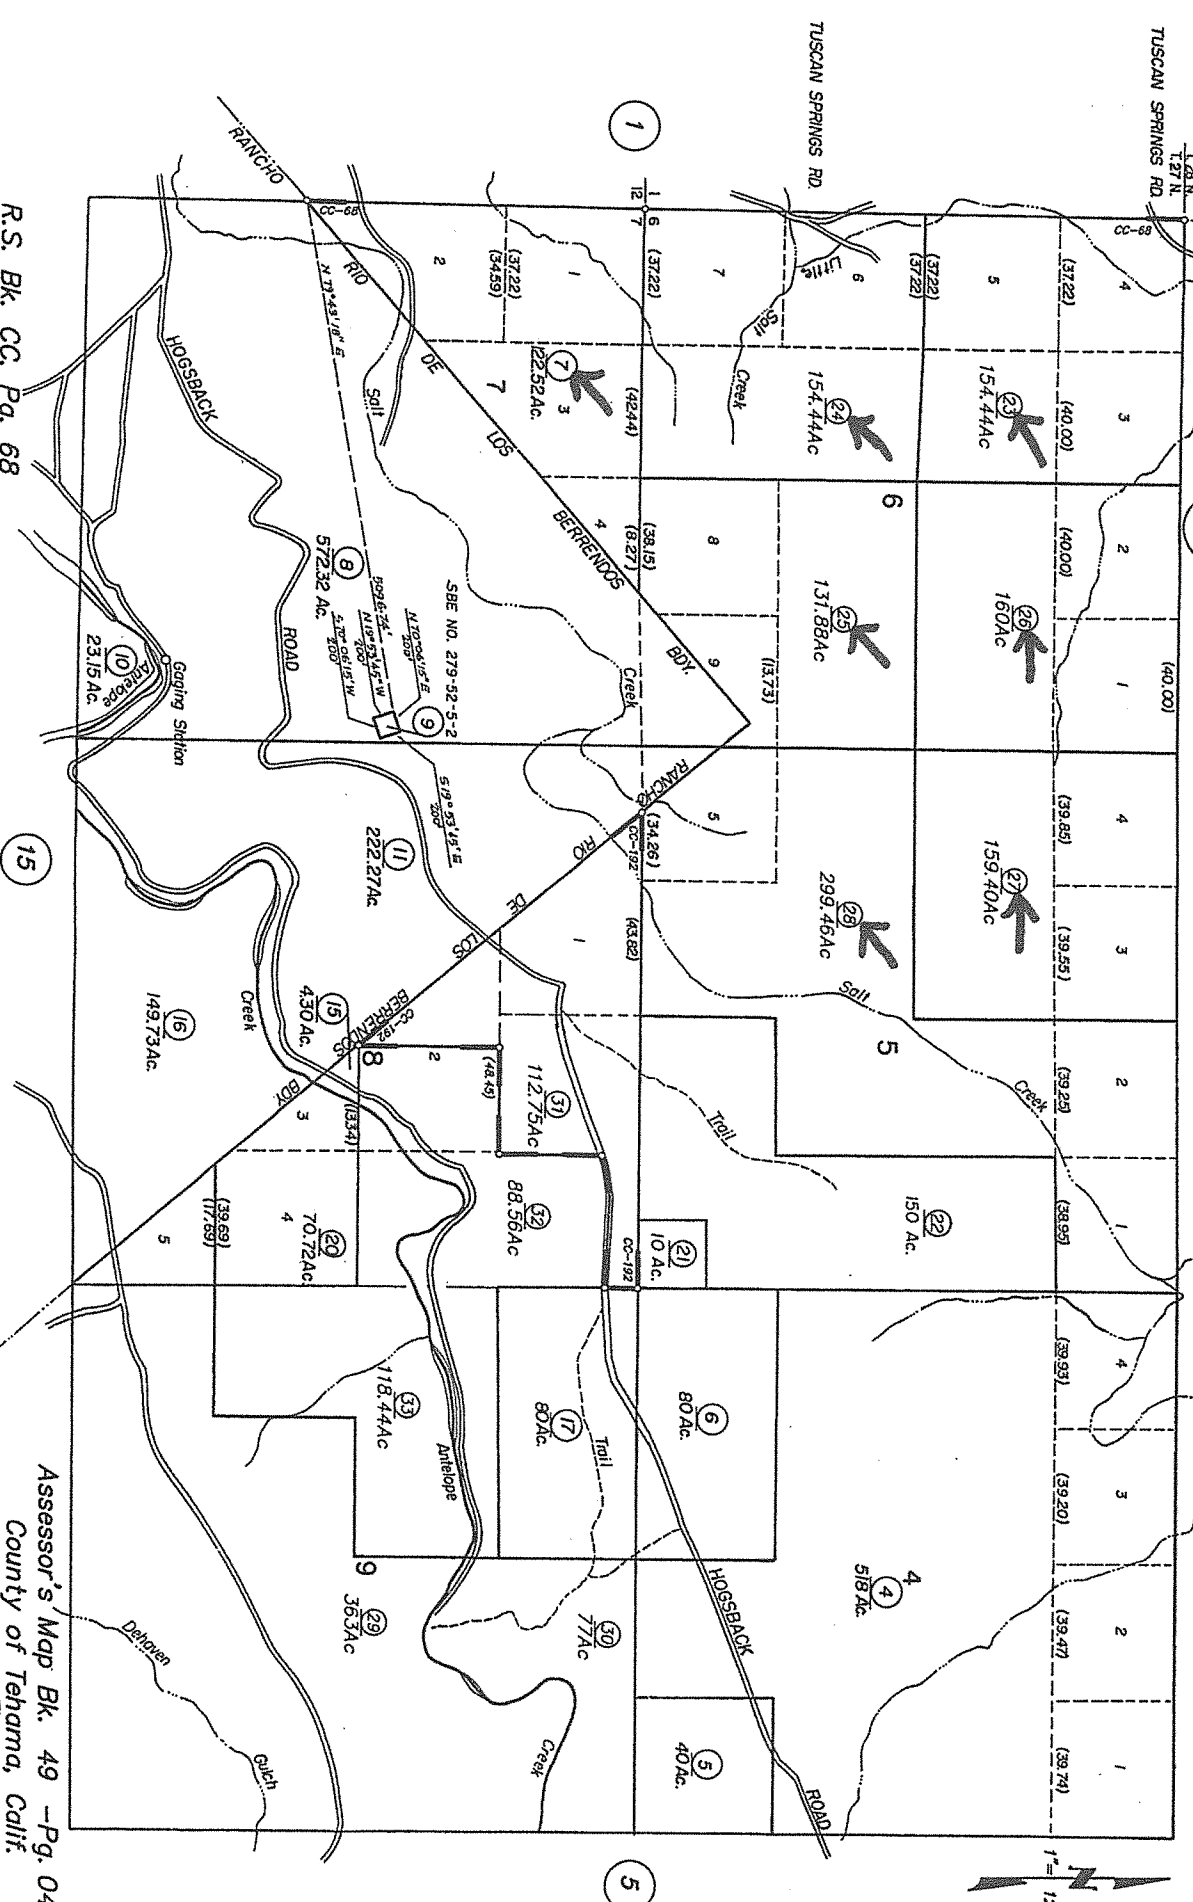 T.27 N.
TUSCAN SPRINGS RD.
TUSCAN SPRINGS RD.
CC-68
(37.22)
(40.00)
(40.00)
(40.00)
(39.85)
(39.55)
(39.25)
(38.95)
(39.93)
(39.20)
(39.47)
(39.74)
4
3
2
1
4
3
2
1
4
3
2
1
5
23
154.44Ac
26
160Ac
27
159.40Ac
(37.22)
(37.22)
6
Little
Salt
Creek
24
154.44Ac
6
25
131.88Ac
28
299.46Ac
5
Salt
Creek
22
150 Ac.
4
4
518 Ac.
7
8
9
(13.73)
5
Trail
21
10 Ac.
6
80Ac.
HOGSBACK
ROAD
5
40Ac.
1
1
12
6
7
(37.22)
(42.44)
(38.15)
(8.27)
(34.26)
CC-192
(43.82)
CC-192
5
1
(37.22)
(34.59)
7
122.52Ac.
3
7
4
2
CC-68
RANCHO
RIO
DE
LOS
BERRENDOS
BDY.
RANCHO
RIO
DE
LOS
BERRENDOS
BDY.
CC-192
Creek
Salt
N 79°43'18" E
5096.74'
SBE NO. 279-52-5-2
N 70°06'15" E
200'
N 19°53'45" W
200'
S 70°06'15" W
200'
S 19°53'45" E
200'
9
8
572.32 Ac.
11
222.27Ac.
1
31
112.75Ac
32
88.56Ac
17
80Ac.
Trail
30
77Ac
2
(48.45)
8
15
4.30Ac.
3
(13.34)
20
70.72Ac.
4
(39.69)
(17.69)
5
33
118.44Ac
Antelope
Creek
9
29
363Ac
HOGSBACK
ROAD
10
23.15 Ac.
Antelope
Gaging Station
Creek
16
149.73Ac.
15
Dehaven
Gulch
N
R.S. Bk. CC. Pa. 68
Assessor's Map Bk. 49 -Pg. 04
County of Tehama, Calif.